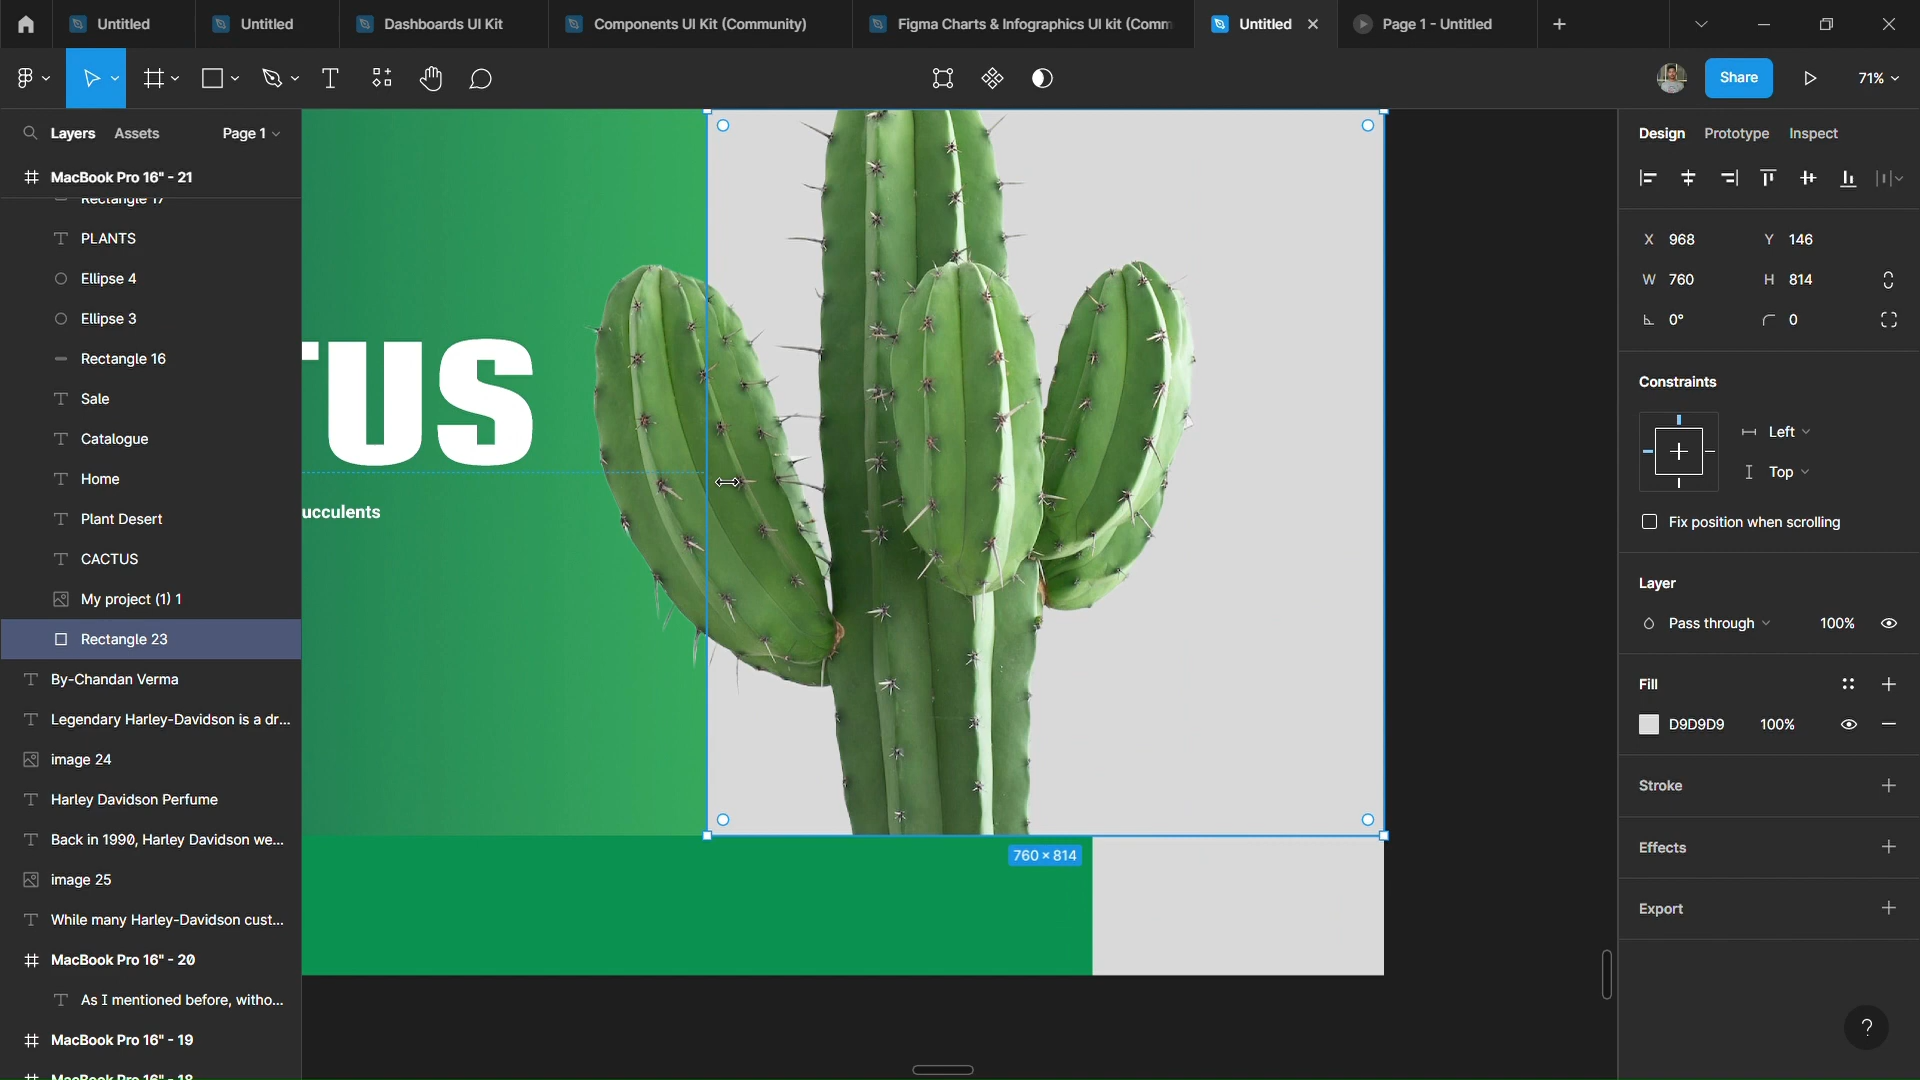 Untitled
Untitled
Dashboards UI Kit
Components UI Kit (Community)
Figma Charts & Infographics UI kit (Comm
Untitled
Page 1 - Untitled
Share
71%
Layers
Assets
Page 1
MacBook Pro 16" - 21
Rectangle 17
PLANTS
Ellipse 4
Ellipse 3
Rectangle 16
Sale
Catalogue
Home
Plant Desert
CACTUS
My project (1) 1
Rectangle 23
By-Chandan Verma
Legendary Harley-Davidson is a dr...
image 24
Harley Davidson Perfume
Back in 1990, Harley Davidson we...
image 25
While many Harley-Davidson cust...
MacBook Pro 16" - 20
As I mentioned before, witho...
MacBook Pro 16" - 19
MacBook Pro 16" - 18
TUS
ucculents
760 × 814
Design
Prototype
Inspect
X 968
Y 146
W 760
H 814
0°
0
Constraints
Left
Top
Fix position when scrolling
Layer
Pass through
100%
Fill
D9D9D9
100%
Stroke
Effects
Export
?